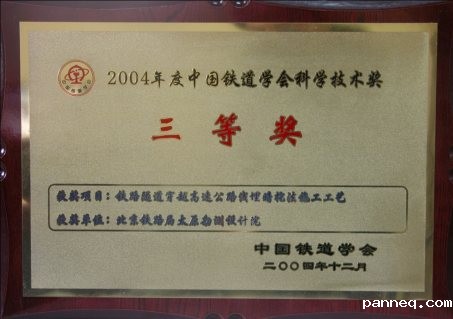 2004年度中国铁道学会科学技术奖
三等奖
获奖项目：铁路隧道穿越高速公路浅埋暗挖法施工工艺
获奖单位：北京铁路局太原勘测设计院
中国铁道学会
二〇〇四年十二月
panneq.com